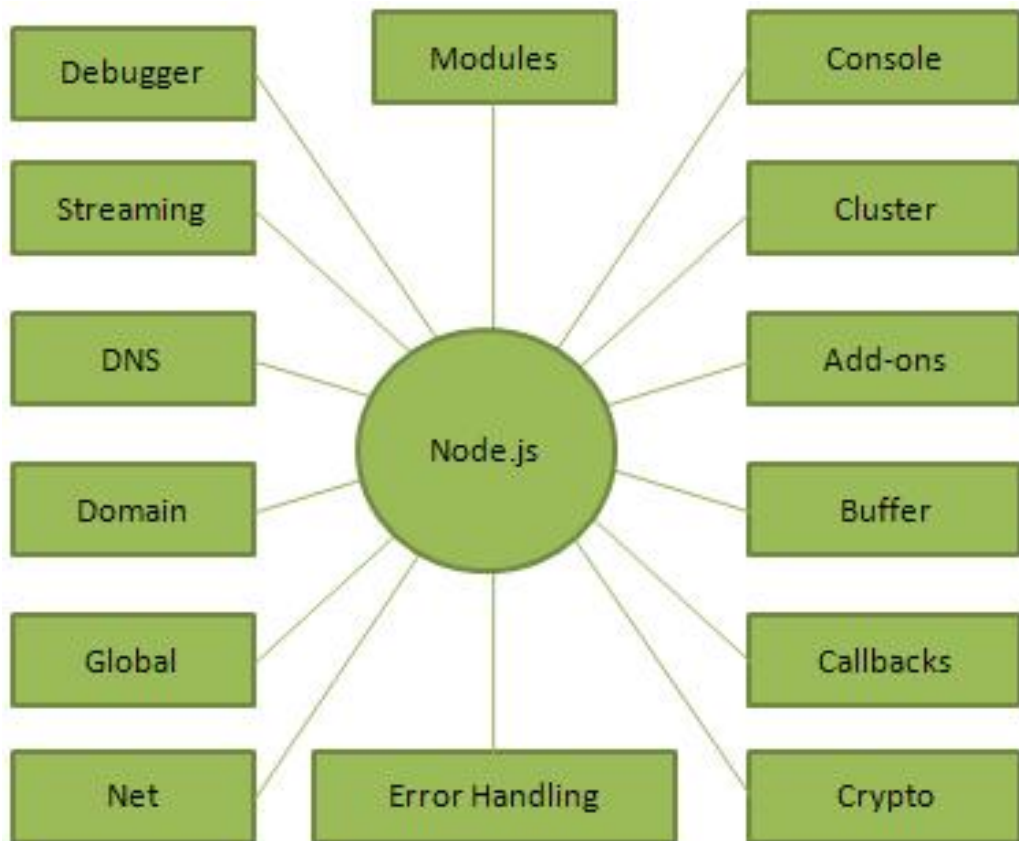 Debugger
Modules
Console
Streaming
Cluster
DNS
Add-ons
Node.js
Domain
Buffer
Global
Callbacks
Net
Error Handling
Crypto